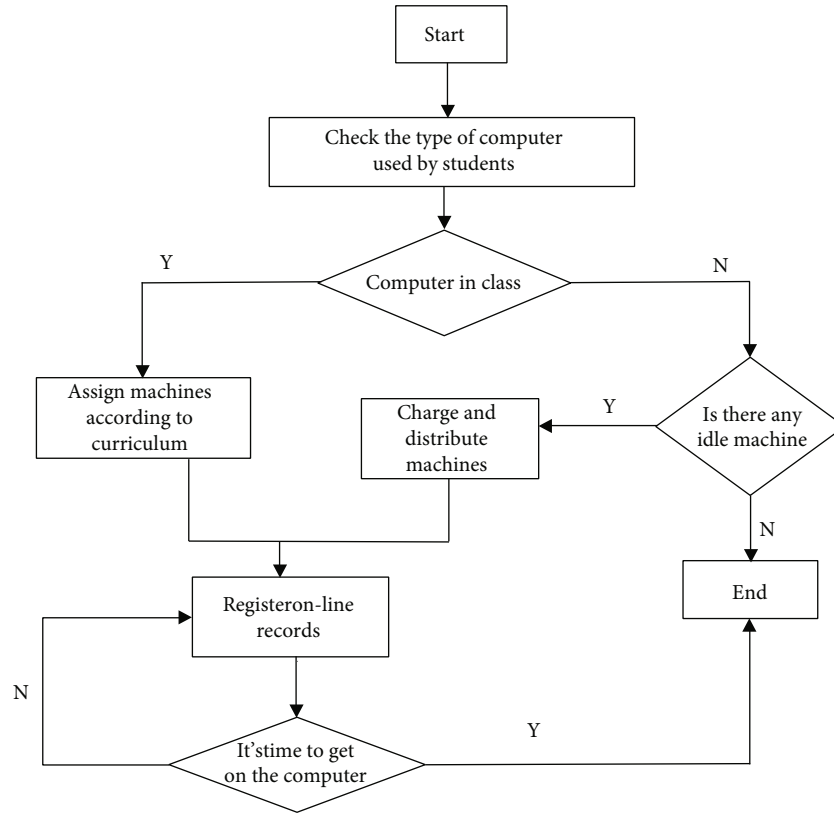 Start
Check the type of computer
used by students
Y
Computer in class
N
Assign machines
according to
curriculum
Charge and
distribute
machines
Y
Is there any
idle machine
N
End
Registeron-line
records
N
It'stime to get
on the computer
Y